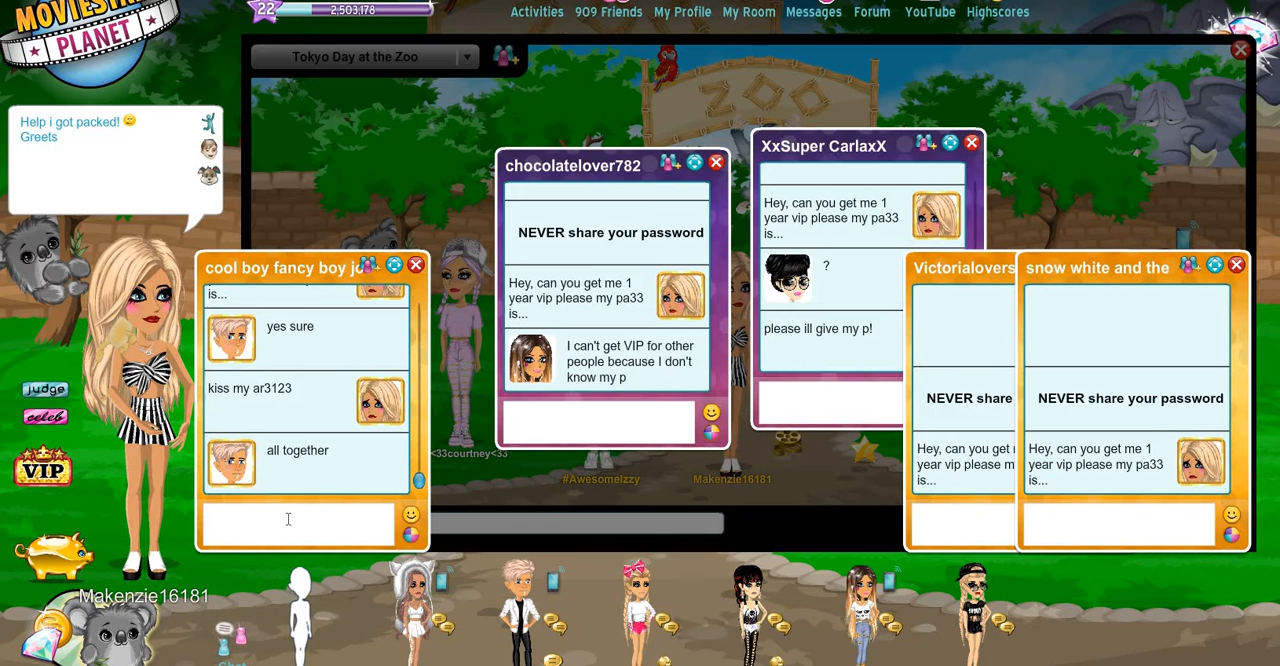 MOVIESTAR
PLANET
22
2,503,178
Activities
909 Friends
My Profile
My Room
Messages
Forum
YouTube
Highscores
Tokyo Day at the Zoo
ZOO
Help i got packed!
Greets
judge
celeb
VIP
cool boy fancy boy jo
is...
yes sure
kiss my ar3123
all together
chocolatelover782
NEVER share your password
Hey, can you get me 1
year vip please my pa33
is...
I can't get VIP for other
people because I don't
know my p
XxSuper CarlaxX
Hey, can you get me 1
year vip please my pa33
is...
?
please ill give my p!
Victorialovers
NEVER share
Hey, can you get
year vip please m
is...
snow white and the
NEVER share your password
Hey, can you get me 1
year vip please my pa33
is...
<33courtney<33
#AwesomeIzzy
Makenzie16181
Makenzie16181
Chat